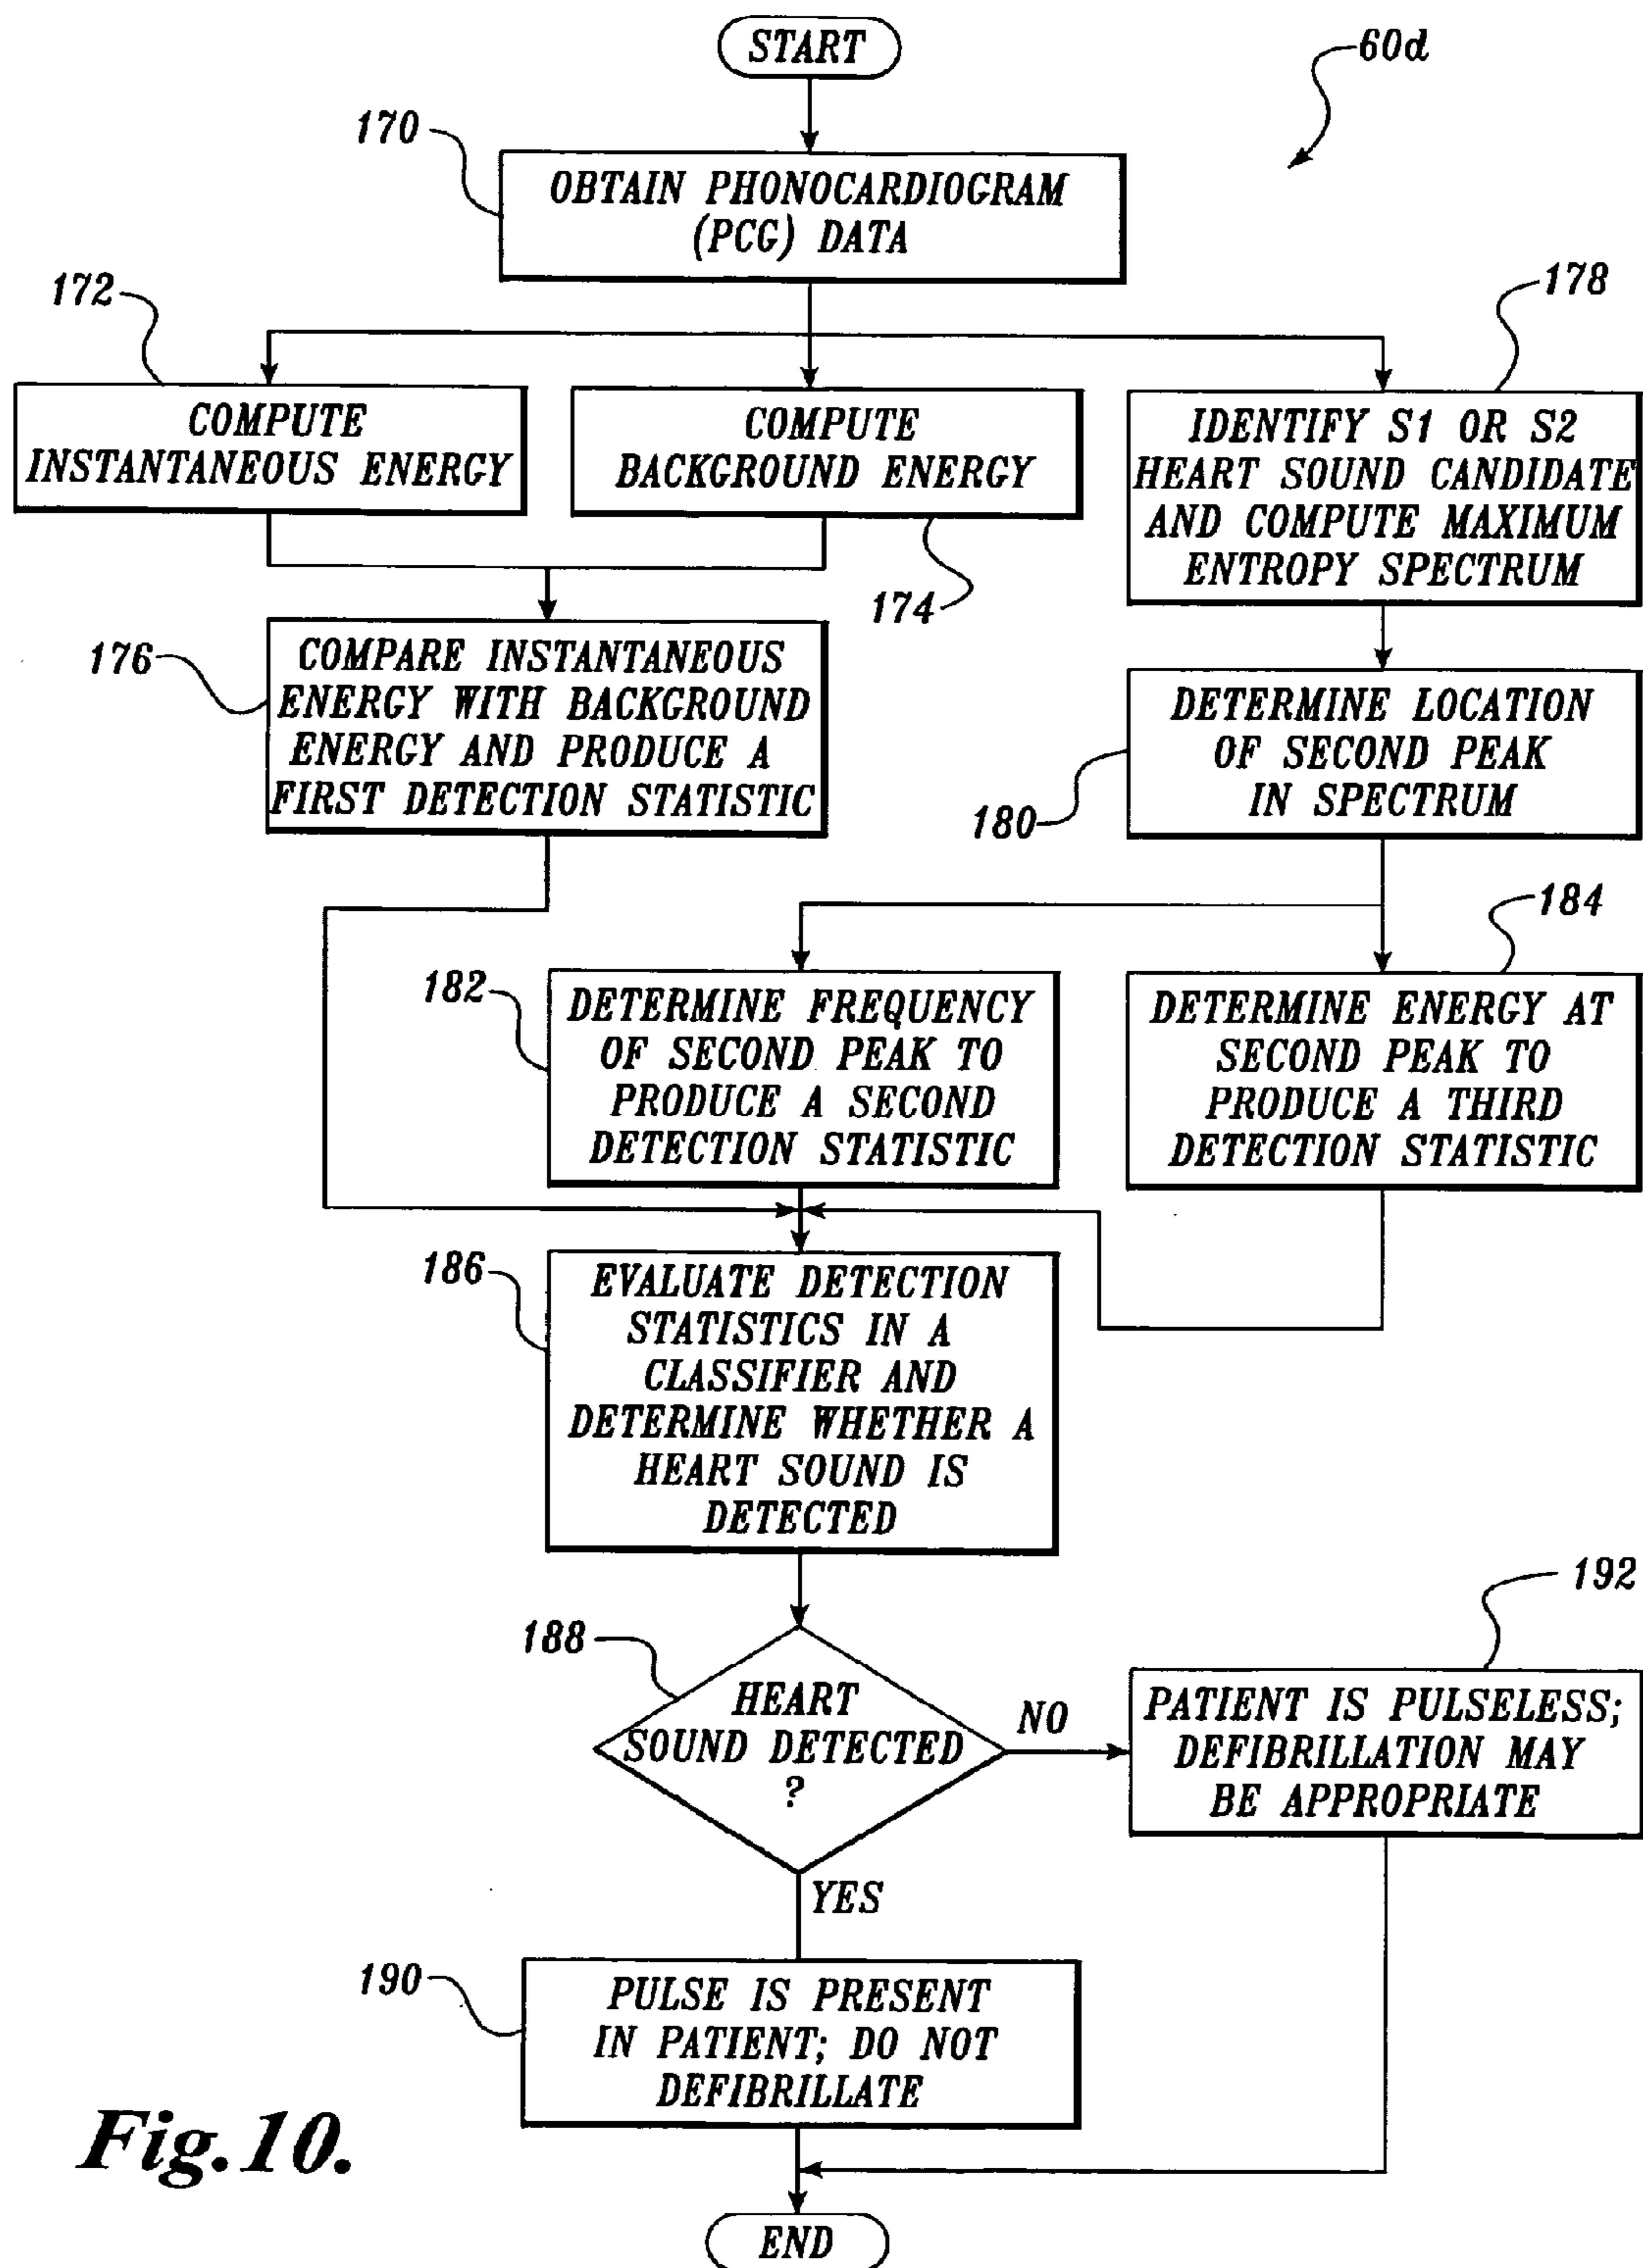 START
60d
170
OBTAIN PHONOCARDIOGRAM
(PCG) DATA
172
178
COMPUTE
INSTANTANEOUS ENERGY
COMPUTE
BACKGROUND ENERGY
IDENTIFY S1 OR S2
HEART SOUND CANDIDATE
AND COMPUTE MAXIMUM
ENTROPY SPECTRUM
174
176
COMPARE INSTANTANEOUS
ENERGY WITH BACKGROUND
ENERGY AND PRODUCE A
FIRST DETECTION STATISTIC
DETERMINE LOCATION
OF SECOND PEAK
IN SPECTRUM
180
184
182
DETERMINE FREQUENCY
OF SECOND PEAK TO
PRODUCE A SECOND
DETECTION STATISTIC
DETERMINE ENERGY AT
SECOND PEAK TO
PRODUCE A THIRD
DETECTION STATISTIC
186
EVALUATE DETECTION
STATISTICS IN A
CLASSIFIER AND
DETERMINE WHETHER A
HEART SOUND IS
DETECTED
192
188
HEART
SOUND DETECTED
?
NO
PATIENT IS PULSELESS;
DEFIBRILLATION MAY
BE APPROPRIATE
YES
190
PULSE IS PRESENT
IN PATIENT; DO NOT
DEFIBRILLATE
Fig.10.
END